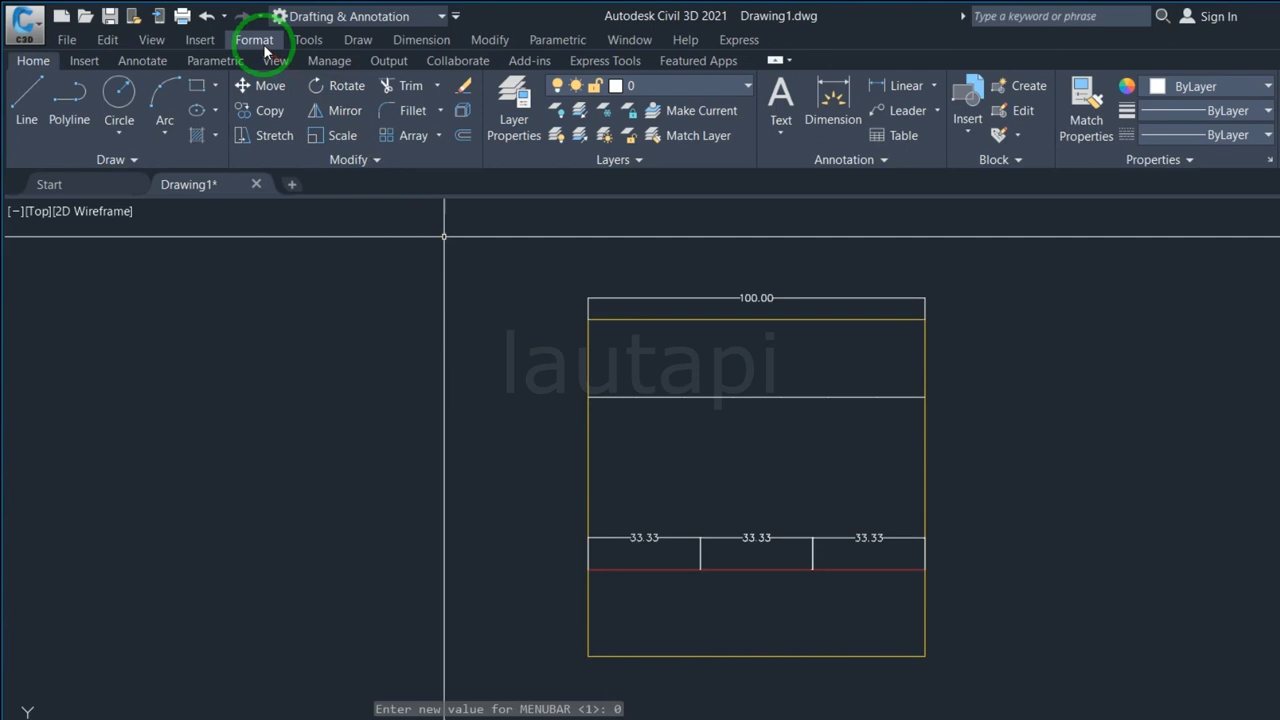 Drafting & Annotation
Autodesk Civil 3D 2021 Drawing1.dwg
Type a keyword or phrase
Sign In
C3D
File Edit View Insert Format Tools Draw Dimension Modify Parametric Window Help Express
Home Insert Annotate Parametric View Manage Output Collaborate Add-ins Express Tools Featured Apps
Line Polyline Circle Arc
Draw
Move Rotate Trim
Copy Mirror Fillet
Stretch Scale Array
Modify
Layer Properties
0
Make Current
Match Layer
Layers
Text Dimension
Linear
Leader
Table
Annotation
Insert
Create
Edit
Block
Match Properties
ByLayer
ByLayer
ByLayer
Properties
Start Drawing1*
[−][Top][2D Wireframe]
100.00
lautapi
33.33 33.33 33.33
Y
Enter new value for MENUBAR <1>: 0